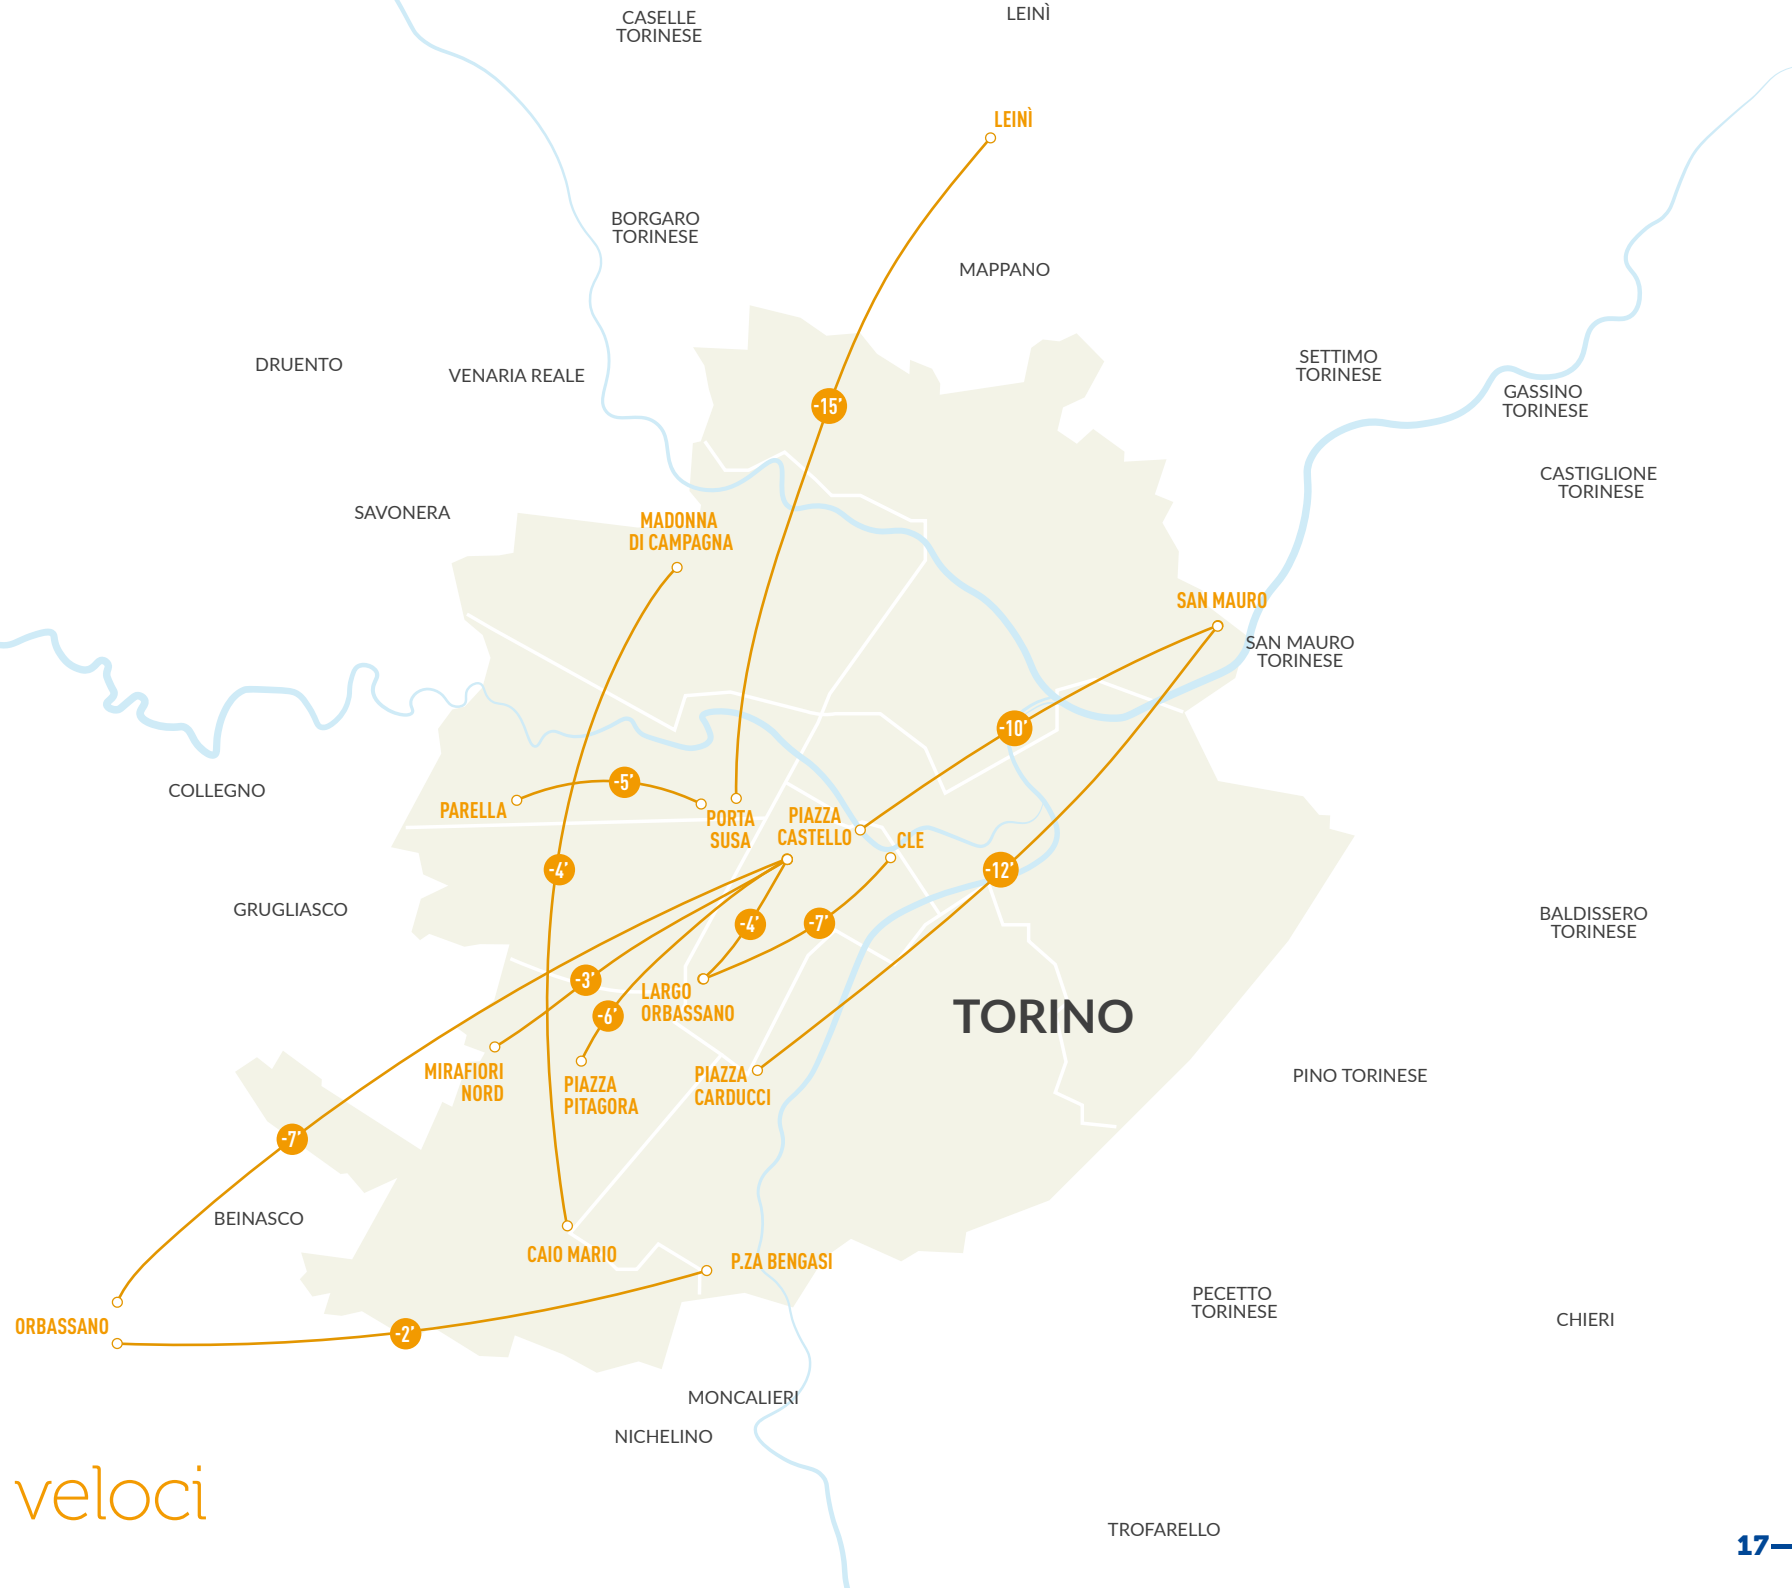 CASELLE
TORINESE
LEINÌ
LEINÌ
BORGARO
TORINESE
MAPPANO
DRUENTO
VENARIA REALE
SETTIMO
TORINESE
GASSINO
TORINESE
-15’
CASTIGLIONE
TORINESE
SAVONERA
MADONNA
DI CAMPAGNA
SAN MAURO
SAN MAURO
TORINESE
-10’
COLLEGNO
-5’
PARELLA
PORTA
SUSA
PIAZZA
CASTELLO
CLE
-4’
-12’
GRUGLIASCO
-4’
-7’
BALDISSERO
TORINESE
-3’
LARGO
ORBASSANO
-6’
TORINO
MIRAFIORI
NORD
PIAZZA
PITAGORA
PIAZZA
CARDUCCI
PINO TORINESE
-7’
BEINASCO
CAIO MARIO
P.ZA BENGASI
ORBASSANO
-2’
PECETTO
TORINESE
CHIERI
MONCALIERI
NICHELINO
veloci
TROFARELLO
17